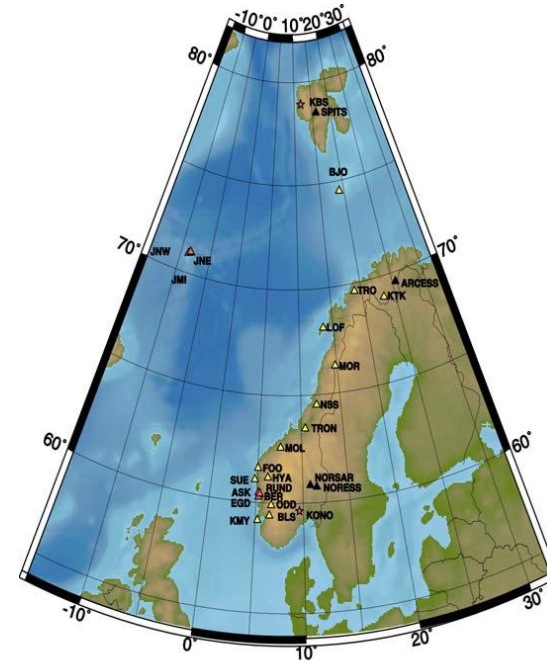 -10° 0° 10° 20° 30°
80° 80°
KBS
SPITS
BJO
70° 70°
JNW
JNE
JMI
ARCESS
TRO
KTK
LOF
MOR
NSS
TRON
MOL
60° 60°
FOO
SUE HYA
NORSAR
RUND NORESS
ASK
BER
EGD ODD
KONO
KMY BLS
-10° 0° 10° 20° 30°